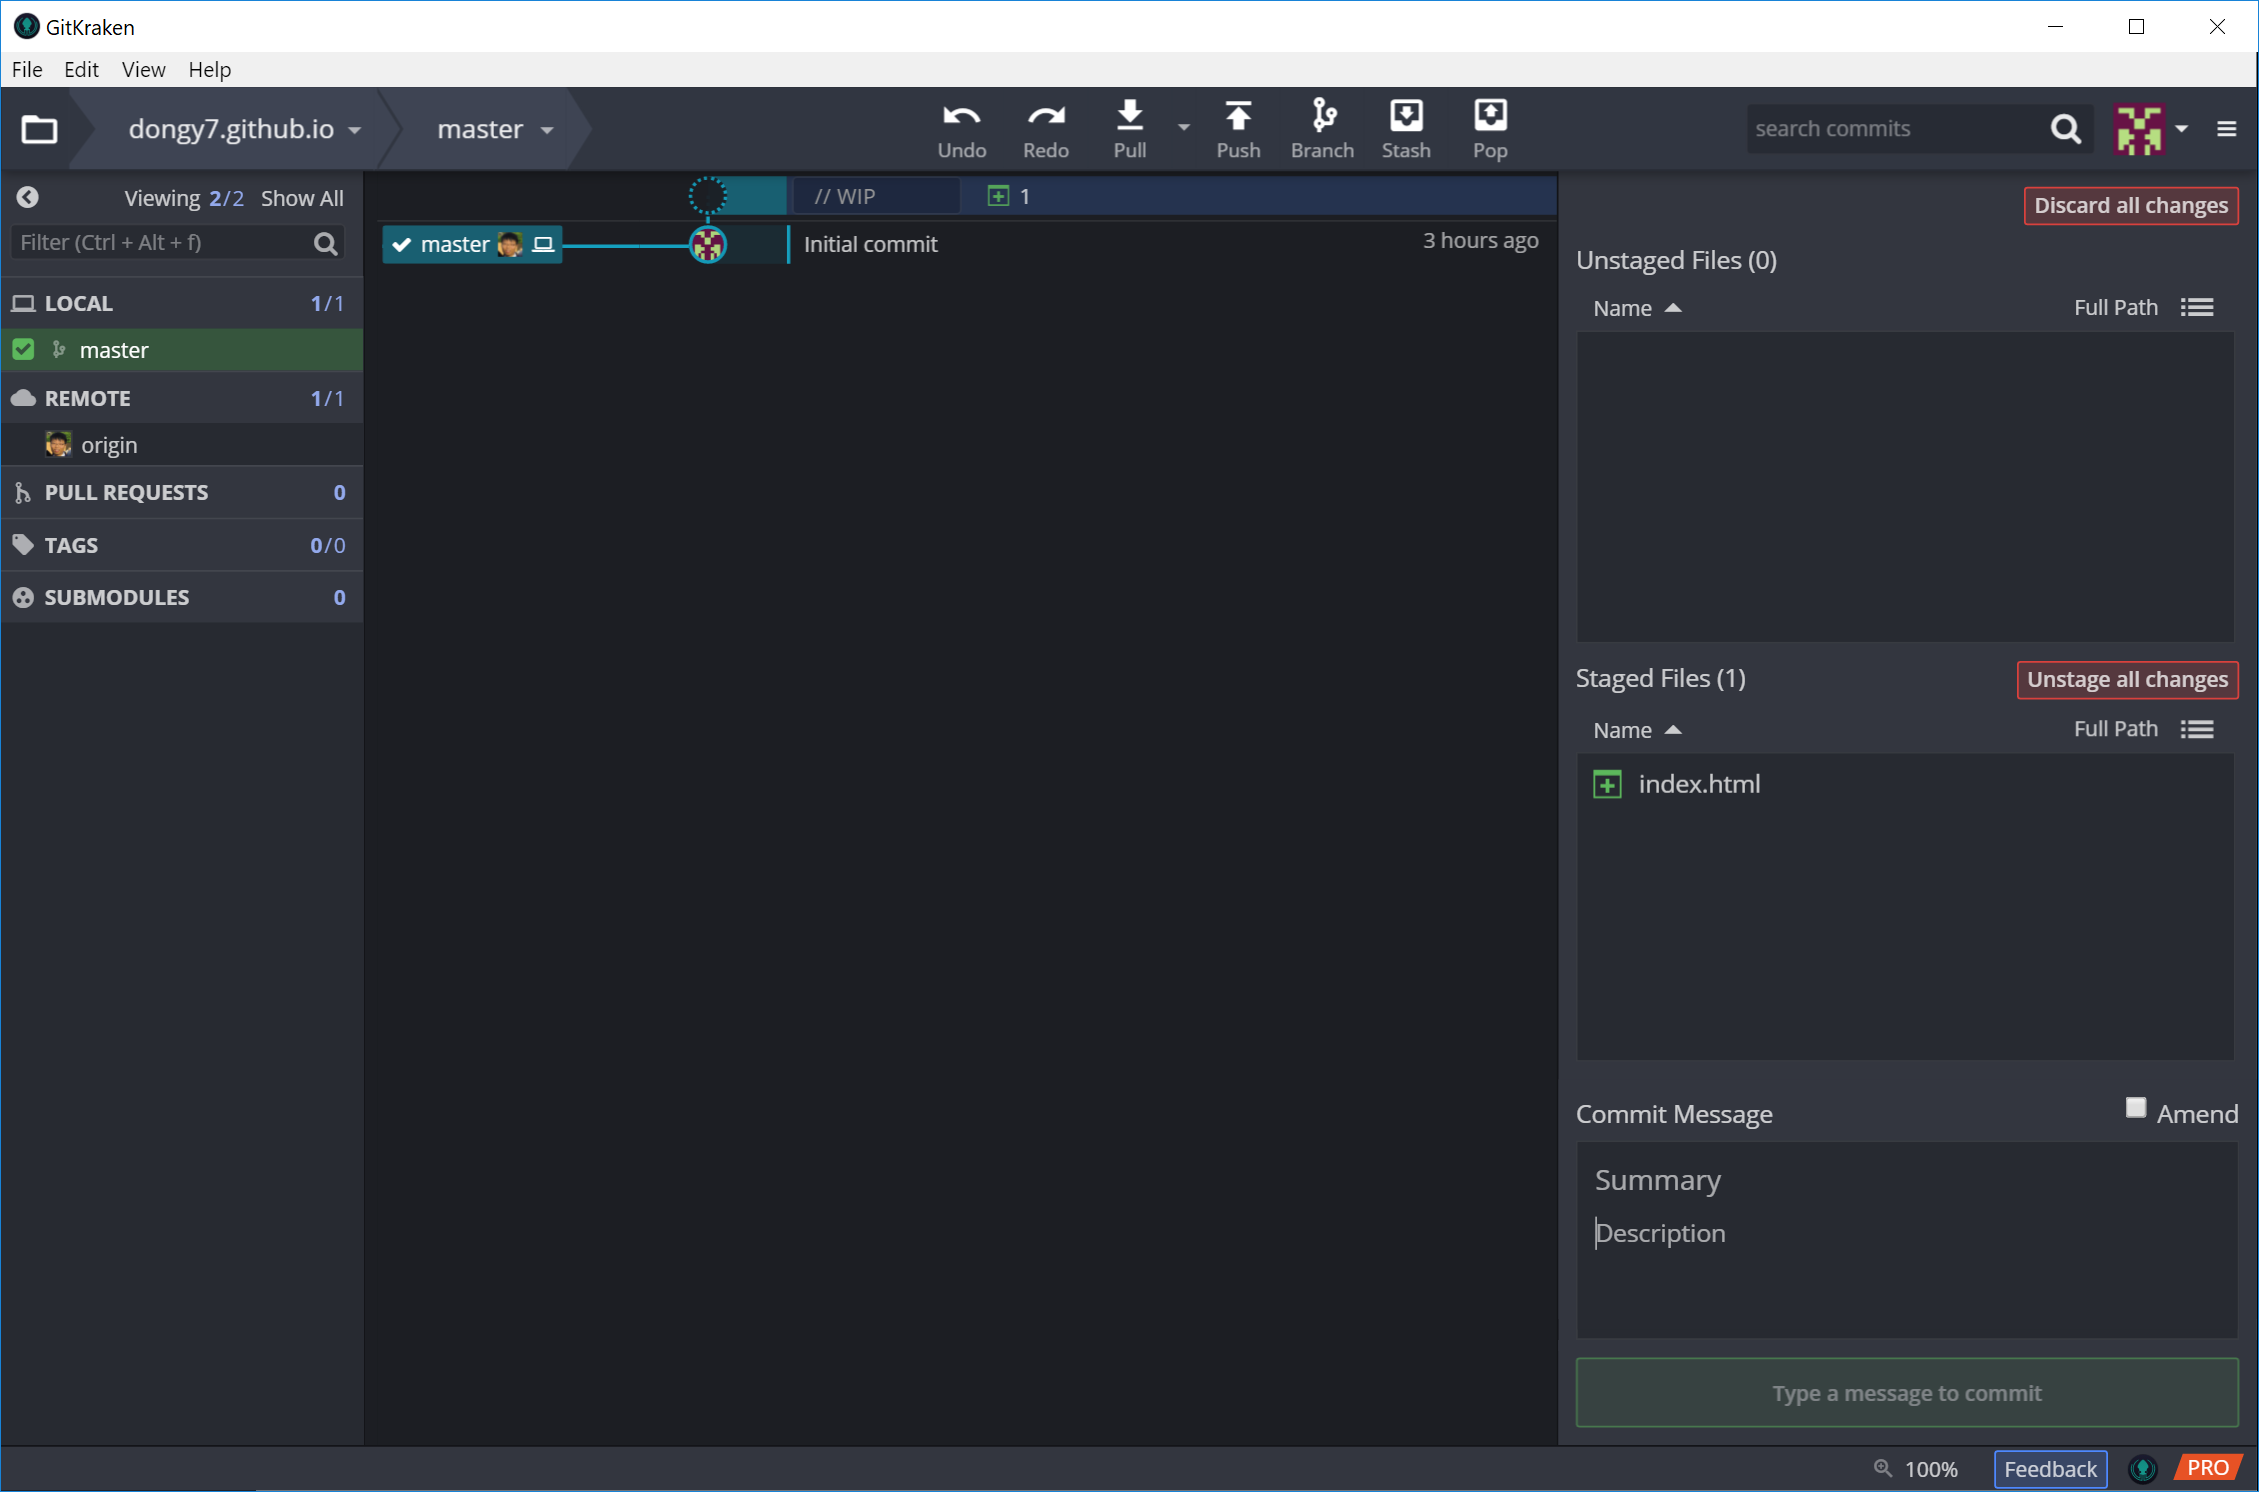 GitKraken
File Edit View Help
dongy7.github.io master Undo Redo Pull Push Branch Stash Pop search commits
Viewing 2/2 Show All
Filter (Ctrl + Alt + f)
LOCAL 1/1
master
REMOTE 1/1
origin
PULL REQUESTS 0
TAGS 0/0
SUBMODULES 0
// WIP 1
master Initial commit 3 hours ago
Discard all changes
Unstaged Files (0)
Name Full Path
Staged Files (1) Unstage all changes
Name Full Path
index.html
Commit Message Amend
Summary
Description
Type a message to commit
100% Feedback PRO